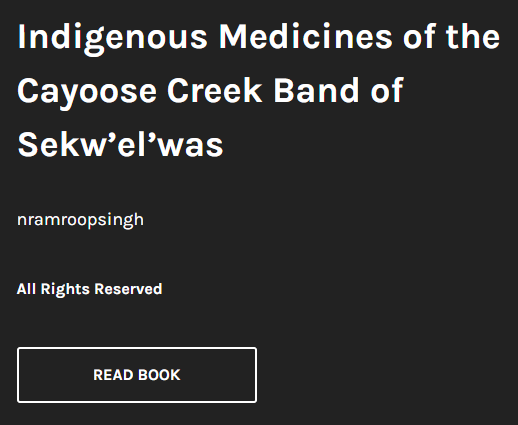 Indigenous Medicines of the
Cayoose Creek Band of
Sekw’el’was
nramroopsingh
All Rights Reserved
READ BOOK